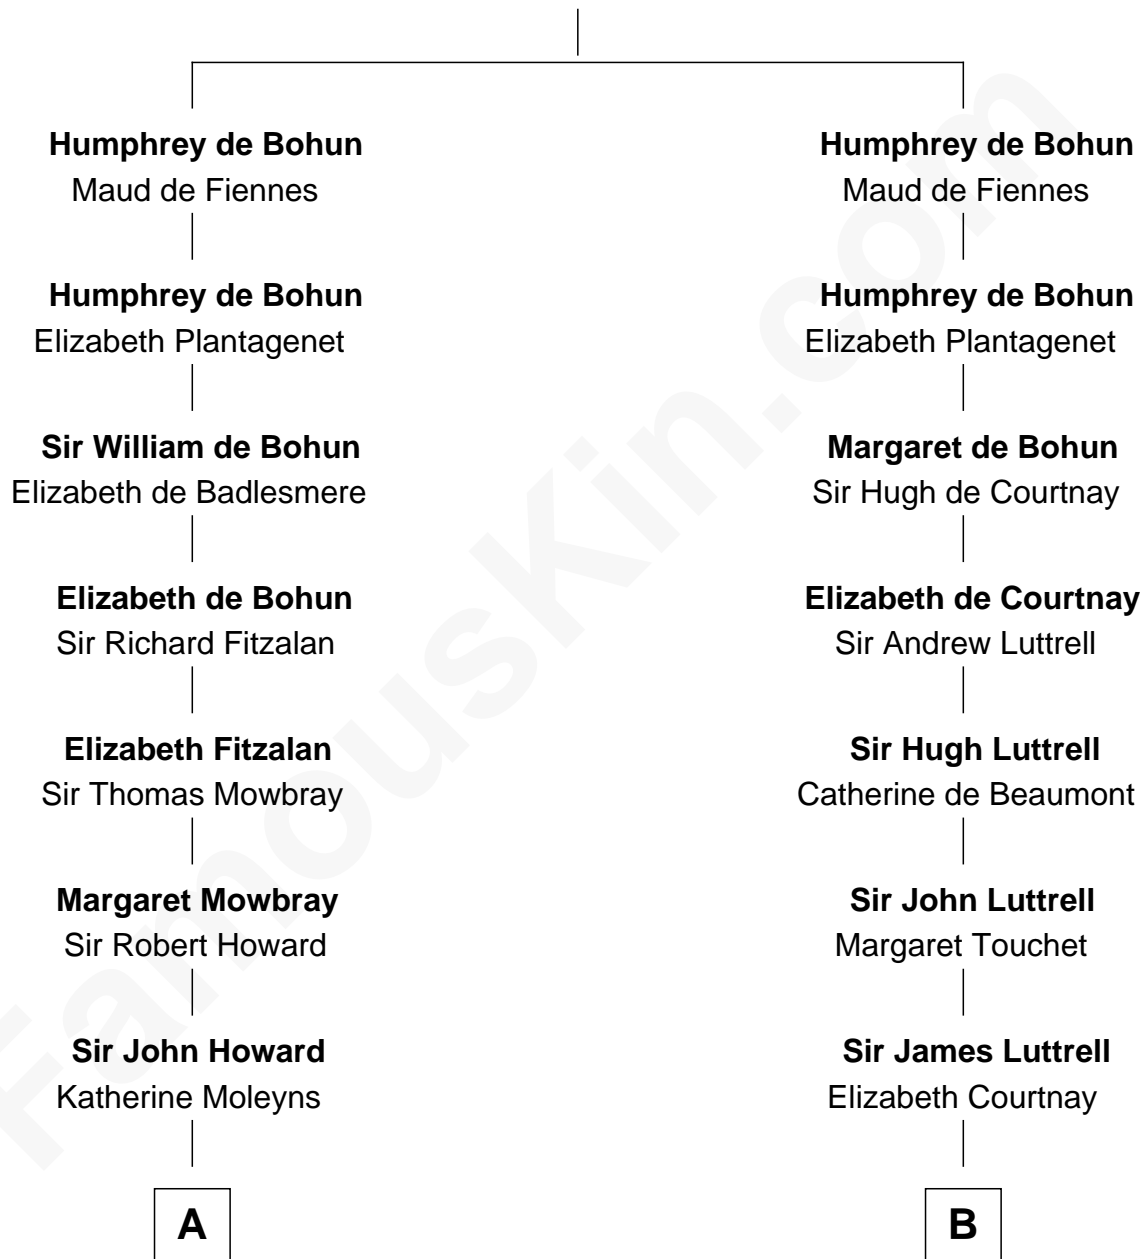 Humphrey de Bohun
Maud de Fiennes
Humphrey de Bohun
Elizabeth Plantagenet
Sir William de Bohun
Elizabeth de Badlesmere
Elizabeth de Bohun
Sir Richard Fitzalan
Elizabeth Fitzalan
Sir Thomas Mowbray
Margaret Mowbray
Sir Robert Howard
Sir John Howard
Katherine Moleyns
A
Humphrey de Bohun
Maud de Fiennes
Humphrey de Bohun
Elizabeth Plantagenet
Margaret de Bohun
Sir Hugh de Courtnay
Elizabeth de Courtnay
Sir Andrew Luttrell
Sir Hugh Luttrell
Catherine de Beaumont
Sir John Luttrell
Margaret Touchet
Sir James Luttrell
Elizabeth Courtnay
B
FamousKin.com